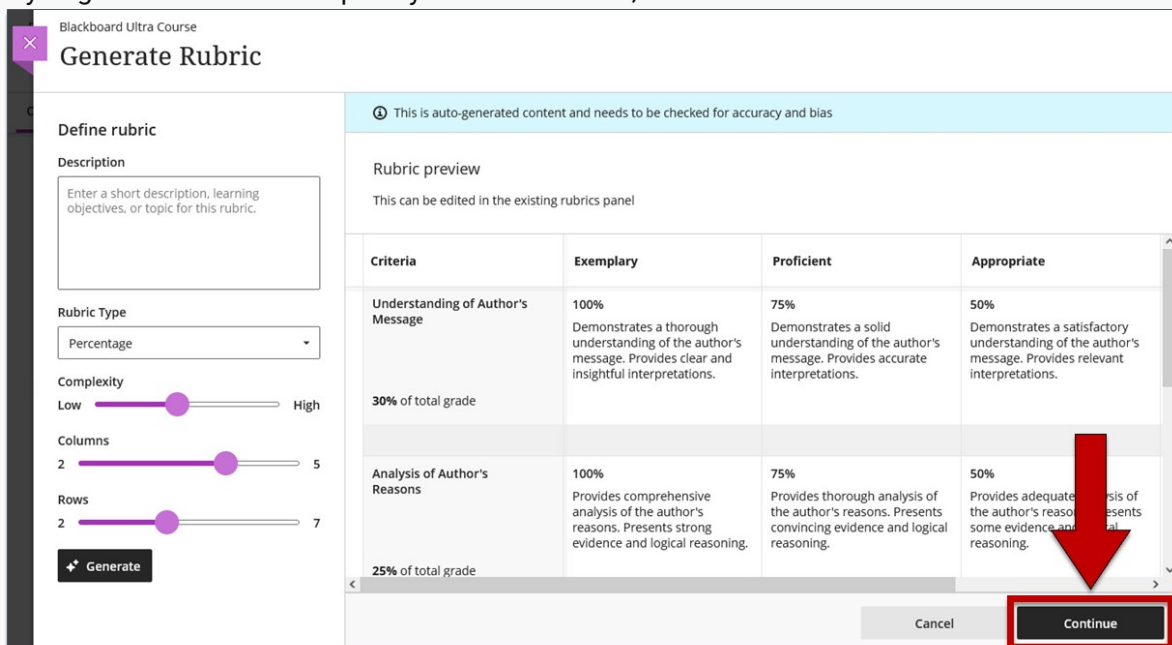 Blackboard Ultra Course
Generate Rubric
Define rubric
Description
Enter a short description, learning
objectives, or topic for this rubric.
Rubric Type
Percentage
Complexity
Low High
Columns
2 5
Rows
2 7
Generate
This is auto-generated content and needs to be checked for accuracy and bias
Rubric preview
This can be edited in the existing rubrics panel
Criteria Exemplary Proficient Appropriate
Understanding of Author's
Message
30% of total grade
100%
Demonstrates a thorough
understanding of the author's
message. Provides clear and
insightful interpretations.
75%
Demonstrates a solid
understanding of the author's
message. Provides accurate
interpretations.
50%
Demonstrates a satisfactory
understanding of the author's
message. Provides relevant
interpretations.
Analysis of Author's
Reasons
25% of total grade
100%
Provides comprehensive
analysis of the author's
reasons. Presents strong
evidence and logical reasoning.
75%
Provides thorough analysis of
the author's reasons. Presents
convincing evidence and logical
reasoning.
50%
Provides adequate of
the author's
some evidence
reasoning.
Cancel Continue